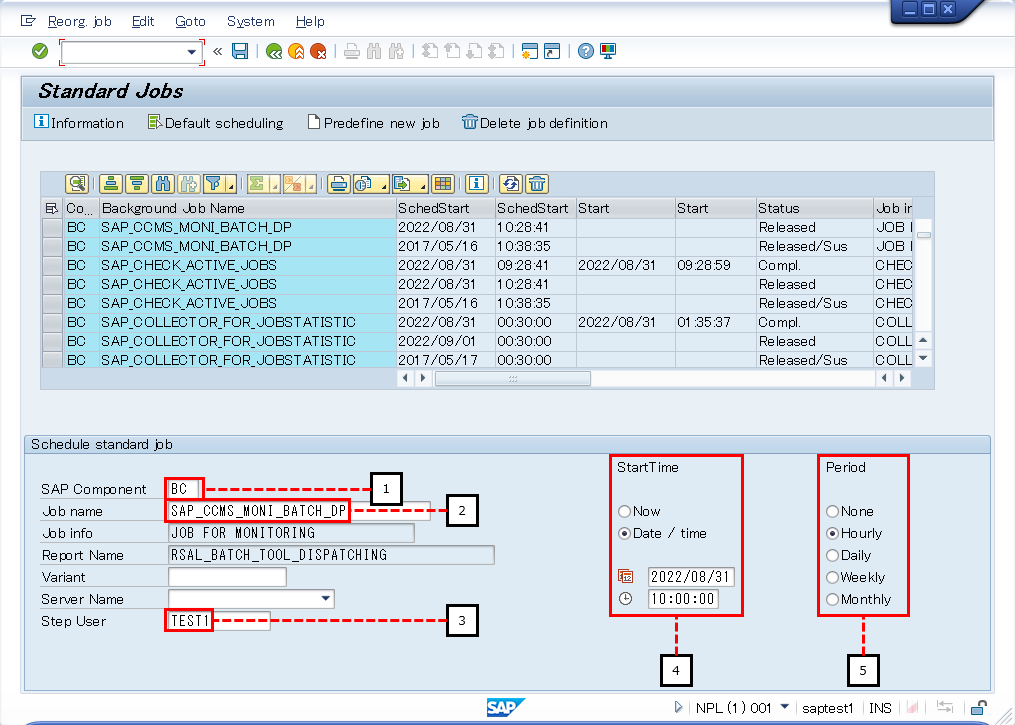 Reorg. job Edit Goto System Help
«
Standard Jobs
Information Default scheduling Predefine new job Delete job definition
Co... Background Job Name SchedStart SchedStart Start Start Status Job in
BC SAP_CCMS_MONI_BATCH_DP 2022/08/31 10:28:41 Released JOB
BC SAP_CCMS_MONI_BATCH_DP 2017/05/16 10:38:35 Released/Sus JOB
BC SAP_CHECK_ACTIVE_JOBS 2022/08/31 09:28:41 2022/08/31 09:28:59 Compl. CHEC
BC SAP_CHECK_ACTIVE_JOBS 2022/08/31 10:28:41 Released CHEC
BC SAP_CHECK_ACTIVE_JOBS 2017/05/16 10:38:35 Released/Sus CHEC
BC SAP_COLLECTOR_FOR_JOBSTATISTIC 2022/08/31 00:30:00 2022/08/31 01:35:37 Compl. COLL
BC SAP_COLLECTOR_FOR_JOBSTATISTIC 2022/09/01 00:30:00 Released COLL
BC SAP_COLLECTOR_FOR_JOBSTATISTIC 2017/05/17 00:30:00 Released/Sus COLL
Schedule standard job
StartTime Period
SAP Component BC 1
Job name SAP_CCMS_MONI_BATCH_DP 2 Now None
Job info JOB FOR MONITORING Date / time Hourly
Report Name RSAL_BATCH_TOOL_DISPATCHING Daily
Variant 12 2022/08/31 Weekly
Server Name 10:00:00 Monthly
Step User TEST1 3
4 5
SAP NPL (1) 001 saptest1 INS